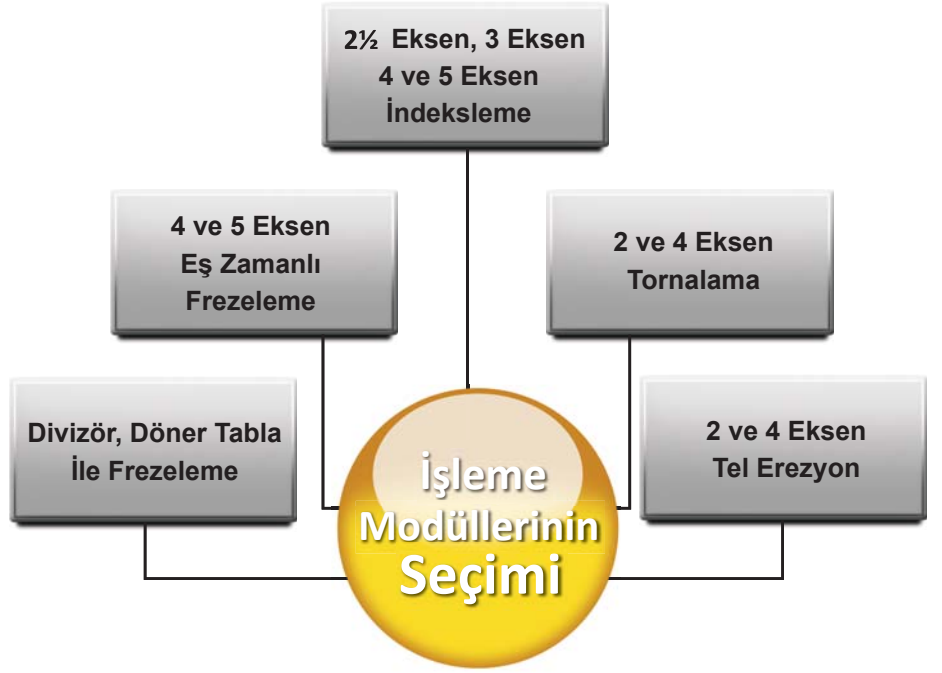 2½ Eksen, 3 Eksen
4 ve 5 Eksen
İndeksleme
4 ve 5 Eksen
Eş Zamanlı
Frezeleme
2 ve 4 Eksen
Tornalama
Divizör, Döner Tabla
İle Frezeleme
2 ve 4 Eksen
Tel Erezyon
İşleme
Modüllerinin
Seçimi